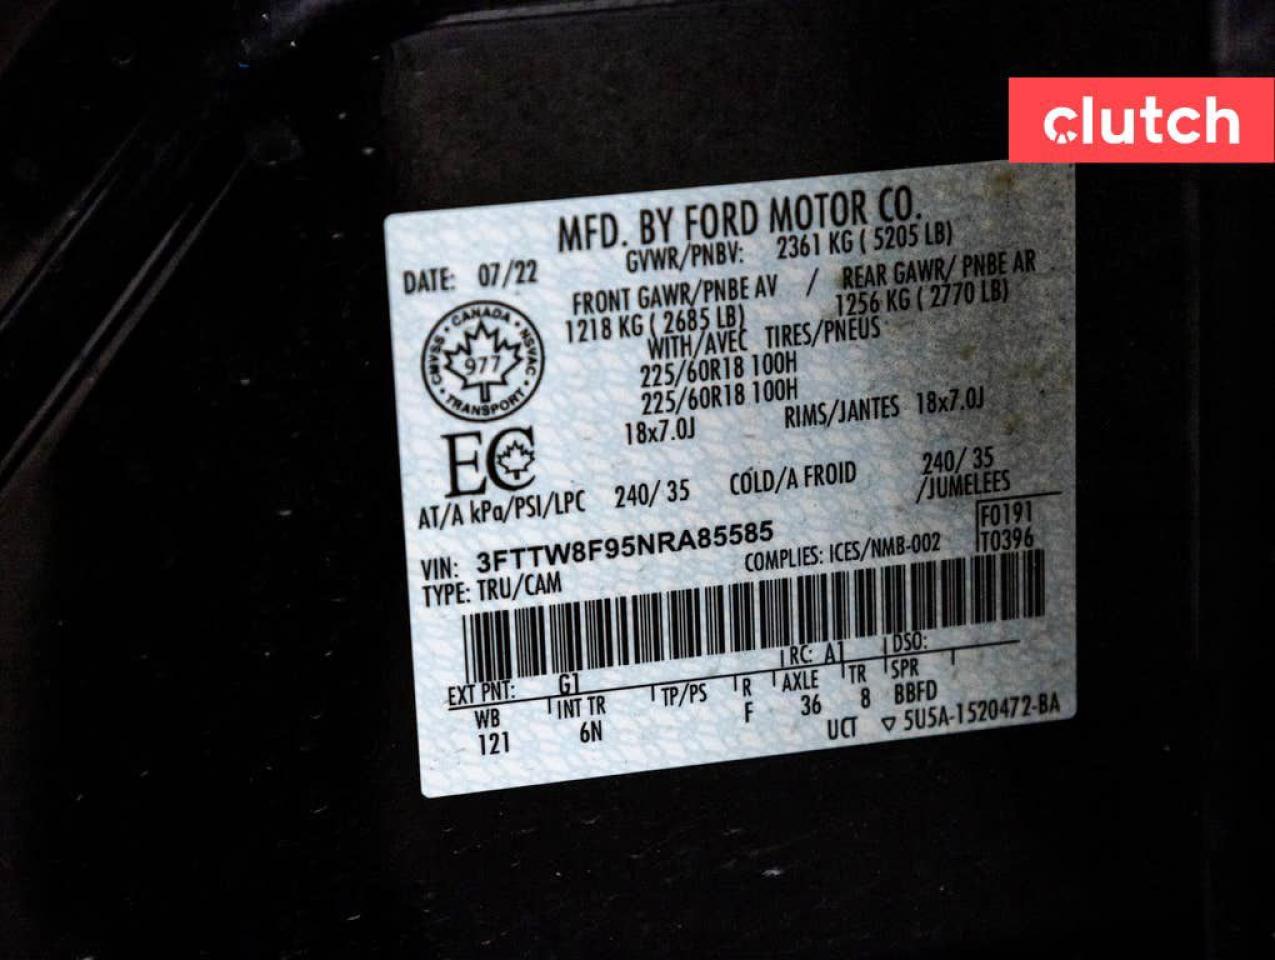 clutch
MFD. BY FORD MOTOR CO.
DATE: 07/22
GVWR/PNBV: 2361 KG ( 5205 LB)
FRONT GAWR/PNBE AV / REAR GAWR/ PNBE AR
1218 KG ( 2685 LB) 1256 KG ( 2770 LB)
WITH/AVEC TIRES/PNEUS
225/60R18 100H
225/60R18 100H
18x7.0J RIMS/JANTES 18x7.0J
CANADA
CMVSS 977 NSVAC
TRANSPORT
EC
AT/A kPa/PSI/LPC 240/ 35 COLD/A FROID 240/ 35
/JUMELEES
VIN: 3FTTW8F95NRA85585
F0191
TYPE: TRU/CAM COMPLIES: ICES/NMB-002 T0396
RC: A1 DSO:
EXT PNT: G1
WB INT TR TP/PS R AXLE TR SPR
121 6N F 36 8 BBFD
UCT ▽ 5U5A-1520472-BA